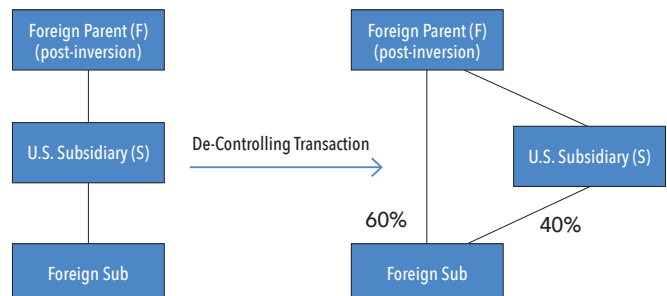 Foreign Parent (F)
(post-inversion)
U.S. Subsidiary (S)
Foreign Sub
De-Controlling Transaction
Foreign Parent (F)
(post-inversion)
U.S. Subsidiary (S)
60%
40%
Foreign Sub